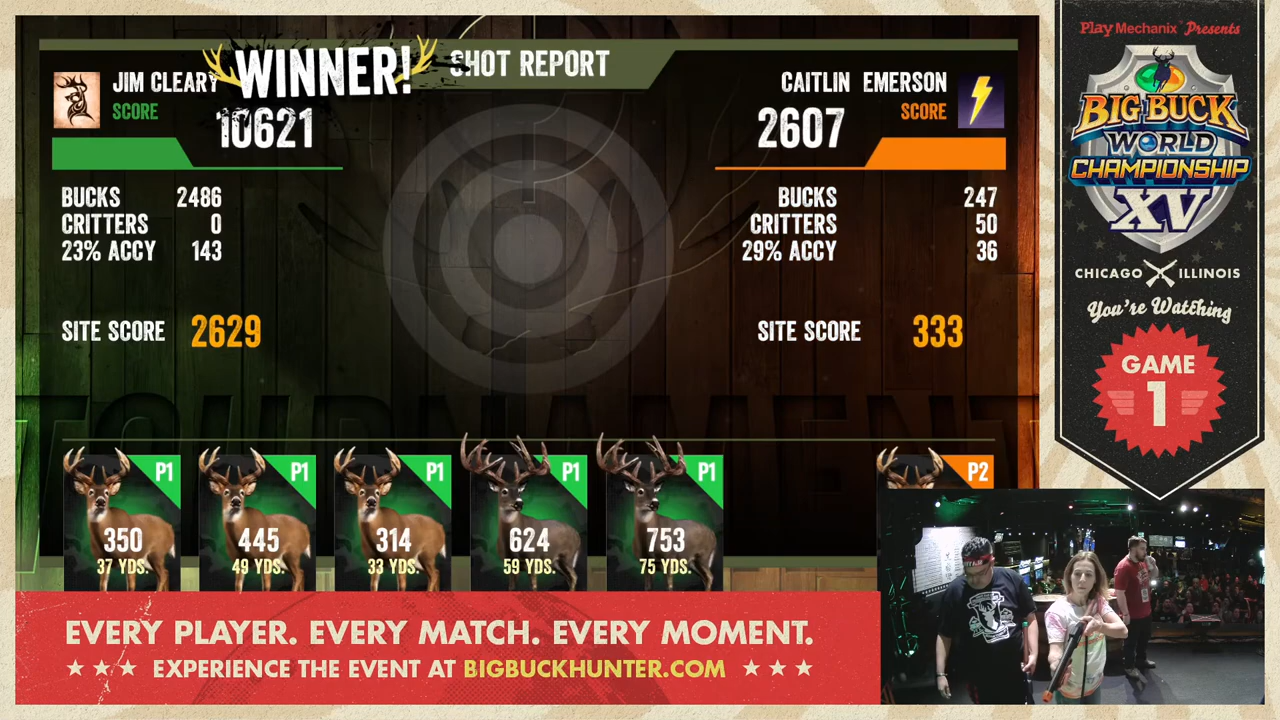 WINNER!
SHOT REPORT
JIM CLEARY
SCORE
10621
BUCKS 2486
CRITTERS 0
23% ACCY 143
SITE SCORE 2629
CAITLIN EMERSON
SCORE
2607
BUCKS 247
CRITTERS 50
29% ACCY 36
SITE SCORE 333
TOURNAMENT
P1
350
37 YDS.
P1
445
49 YDS.
P1
314
33 YDS.
P1
624
59 YDS.
P1
753
75 YDS.
P2
EVERY PLAYER. EVERY MATCH. EVERY MOMENT.
EXPERIENCE THE EVENT AT BIGBUCKHUNTER.COM
PlayMechanix Presents
BIG BUCK
WORLD
CHAMPIONSHIP
XV
CHICAGO ILLINOIS
You're Watching
GAME
1